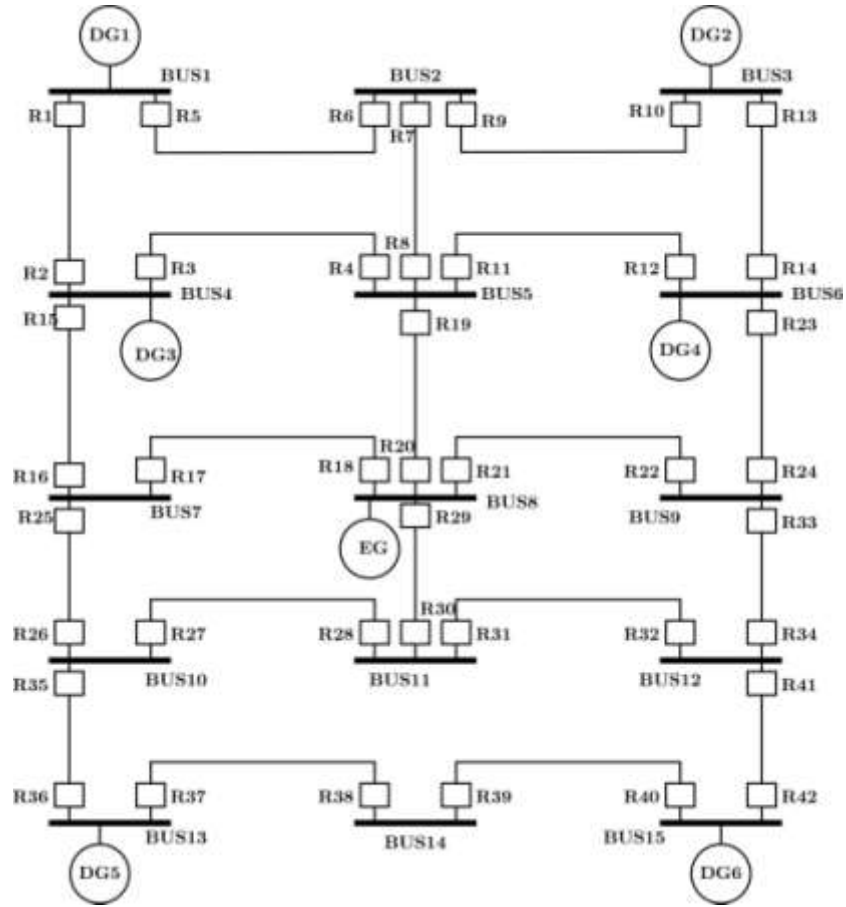 DG1 DG2
BUS1 BUS2 BUS3
R1 R5 R6 R7 R9 R10 R13
R2 R3 R4 R8 R11 R12 R14
BUS4 BUS5 BUS6
R15 R19 R23
DG3 DG4
R16 R17 R18 R20 R21 R22 R24
BUS7 BUS8 BUS9
R25 R29 R33
EG
R26 R27 R28 R30 R31 R32 R34
BUS10 BUS11 BUS12
R35 R41
R36 R37 R38 R39 R40 R42
BUS13 BUS14 BUS15
DG5 DG6